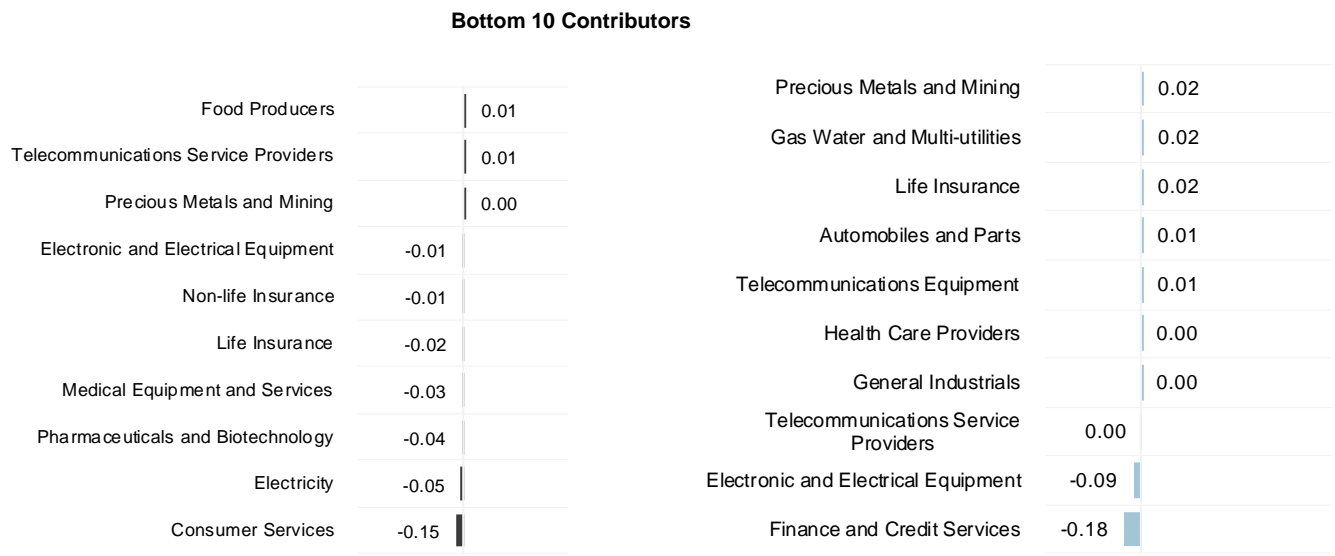 Bottom 10 Contributors
Food Producers 0.01
Telecommunications Service Providers 0.01
Precious Metals and Mining 0.00
Electronic and Electrical Equipment -0.01
Non-life Insurance -0.01
Life Insurance -0.02
Medical Equipment and Services -0.03
Pharmaceuticals and Biotechnology -0.04
Electricity -0.05
Consumer Services -0.15
Precious Metals and Mining 0.02
Gas Water and Multi-utilities 0.02
Life Insurance 0.02
Automobiles and Parts 0.01
Telecommunications Equipment 0.01
Health Care Providers 0.00
General Industrials 0.00
Telecommunications Service
Providers 0.00
Electronic and Electrical Equipment -0.09
Finance and Credit Services -0.18